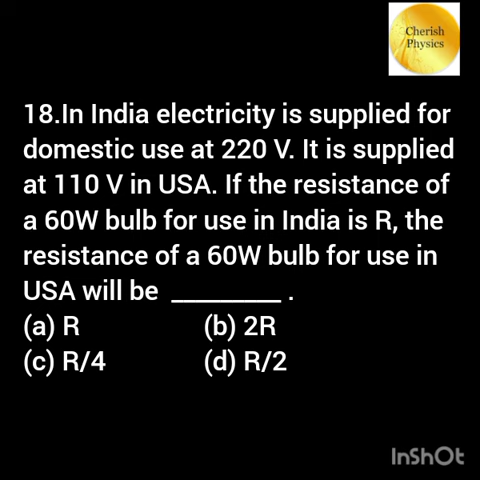 Cherish
Physics
18.In India electricity is supplied for
domestic use at 220 V. It is supplied
at 110 V in USA. If the resistance of
a 60W bulb for use in India is R, the
resistance of a 60W bulb for use in
USA will be __________ .
(a) R (b) 2R
(c) R/4 (d) R/2
InShOt